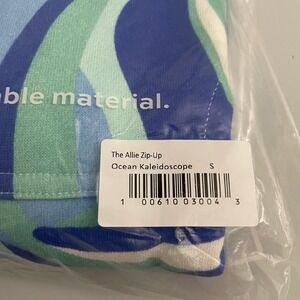 able material.
The Allie Zip-Up
Ocean Kaleidoscope S
1 00610 03004 3